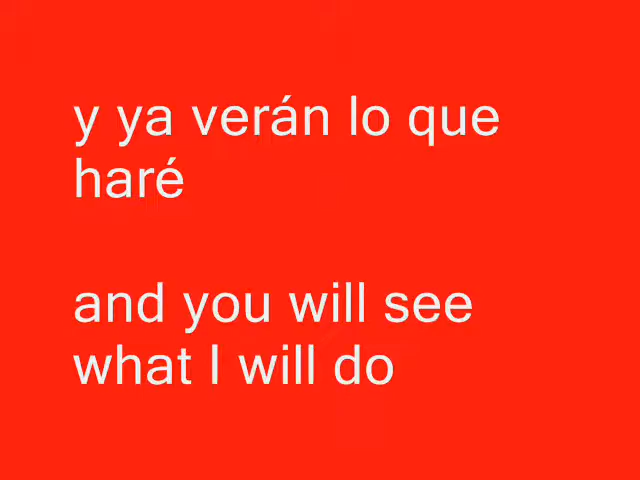 y ya verán lo que
haré
and you will see
what I will do